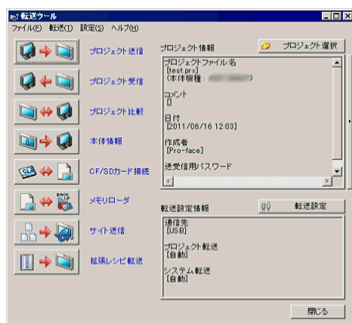 転送ツール
ファイル(F) 転送(T) 設定(S) ヘルプ(H)
プロジェクト送信
プロジェクト受信
プロジェクト比較
本体情報
CF/SDカード接続
メモリローダ
サイト送信
拡張レシピ転送
プロジェクト情報
プロジェクト選択
プロジェクトファイル名
[test.prx]
(本体機種:
コメント
[]
日付
[2011/06/16 12:03]
作成者
[Pro-face]
送受信用パスワード
転送設定情報
転送設定
通信先
[USB]
プロジェクト転送
[自動]
システム転送
[自動]
閉じる